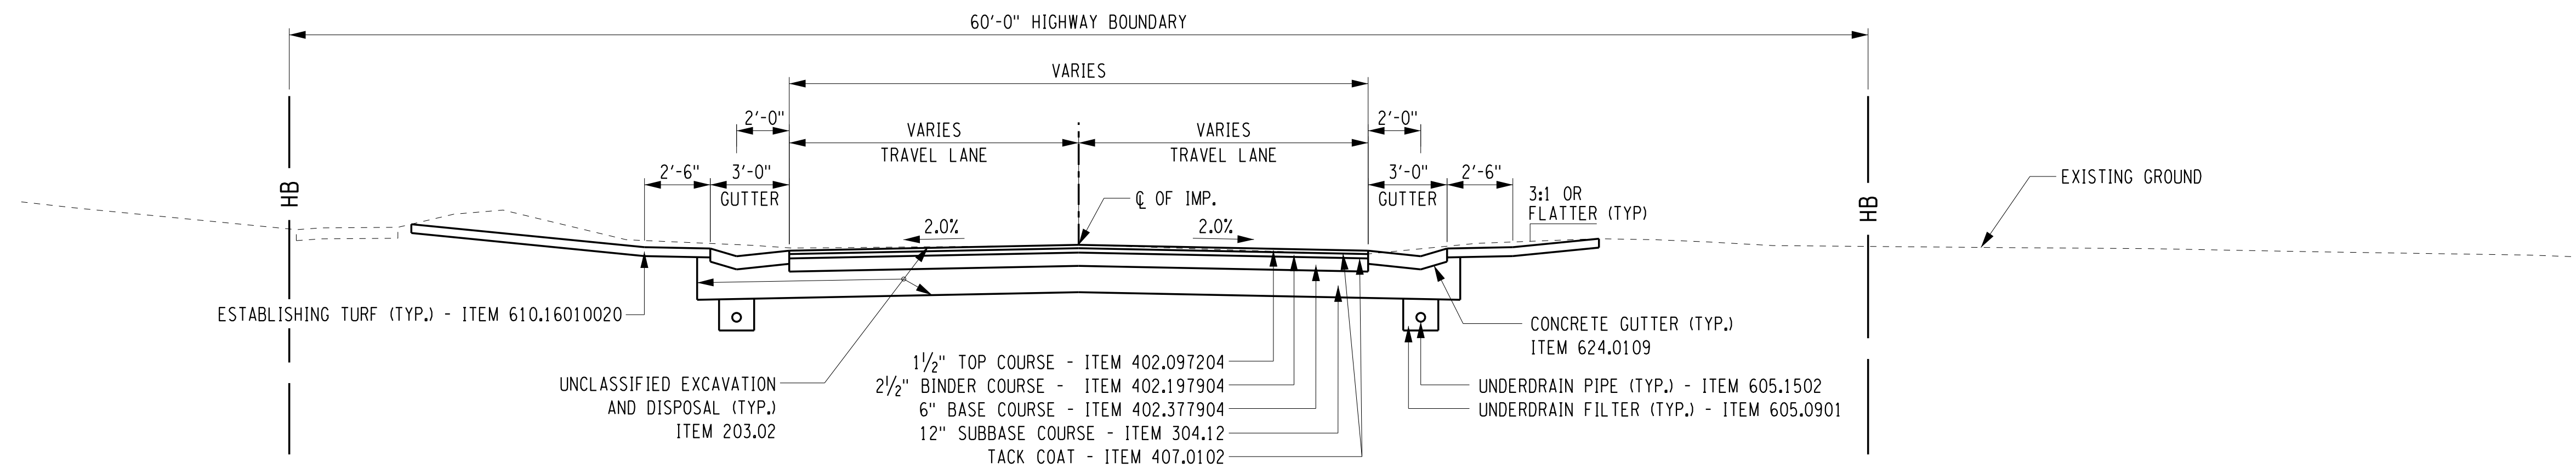 60'-0" HIGHWAY BOUNDARY
VARIES
2'-0"
VARIES
TRAVEL LANE
VARIES
TRAVEL LANE
2'-0"
2'-6"
3'-0"
GUTTER
3'-0"
GUTTER
2'-6"
HB
HB
℄ OF IMP.
3:1 OR
FLATTER (TYP)
EXISTING GROUND
2.0%
2.0%
ESTABLISHING TURF (TYP.) - ITEM 610.16010020
UNCLASSIFIED EXCAVATION
AND DISPOSAL (TYP.)
ITEM 203.02
1½" TOP COURSE - ITEM 402.097204
2½" BINDER COURSE - ITEM 402.197904
6" BASE COURSE - ITEM 402.377904
12" SUBBASE COURSE - ITEM 304.12
TACK COAT - ITEM 407.0102
CONCRETE GUTTER (TYP.)
ITEM 624.0109
UNDERDRAIN PIPE (TYP.) - ITEM 605.1502
UNDERDRAIN FILTER (TYP.) - ITEM 605.0901